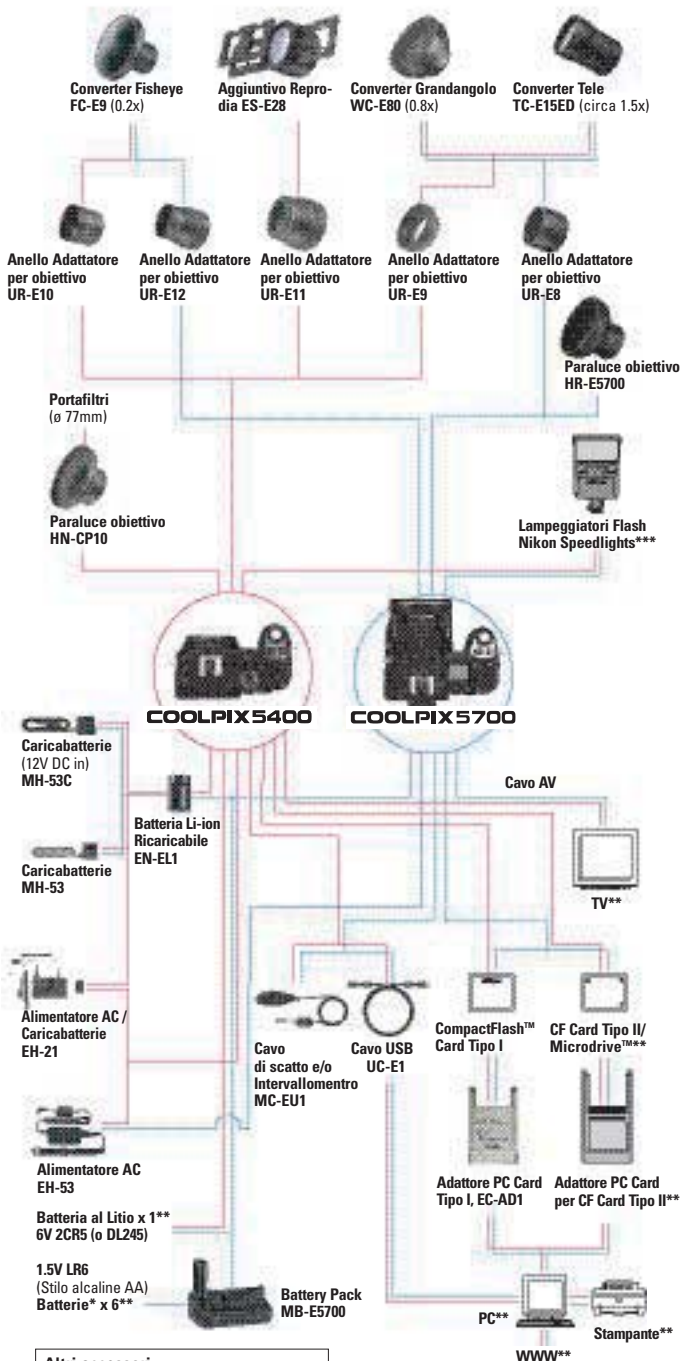 Converter Fisheye
FC-E9 (0.2x)
Aggiuntivo Repro-
dia ES-E28
Converter Grandangolo
WC-E80 (0.8x)
Converter Tele
TC-E15ED (circa 1.5x)
Anello Adattatore
per obiettivo
UR-E10
Anello Adattatore
per obiettivo
UR-E12
Anello Adattatore
per obiettivo
UR-E11
Anello Adattatore
per obiettivo
UR-E9
Anello Adattatore
per obiettivo
UR-E8
Paraluce obiettivo
HR-E5700
Portafiltri
(ø 77mm)
Paraluce obiettivo
HN-CP10
Lampeggiatori Flash
Nikon Speedlights***
COOLPIX5400
COOLPIX5700
Caricabatterie
(12V DC in)
MH-53C
Batteria Li-ion
Ricaricabile
EN-EL1
Caricabatterie
MH-53
Cavo AV
TV**
Alimentatore AC /
Caricabatterie
EH-21
Cavo
di scatto e/o
Intervallomentro
MC-EU1
Cavo USB
UC-E1
CompactFlash™
Card Tipo I
CF Card Tipo II/
Microdrive™**
Alimentatore AC
EH-53
Adattore PC Card
Tipo I, EC-AD1
Adattore PC Card
per CF Card Tipo II**
Batteria al Litio x 1**
6V 2CR5 (o DL245)
1.5V LR6
(Stilo alcaline AA)
Batterie* x 6**
Battery Pack
MB-E5700
PC**
Stampante**
WWW**
Altri accessori